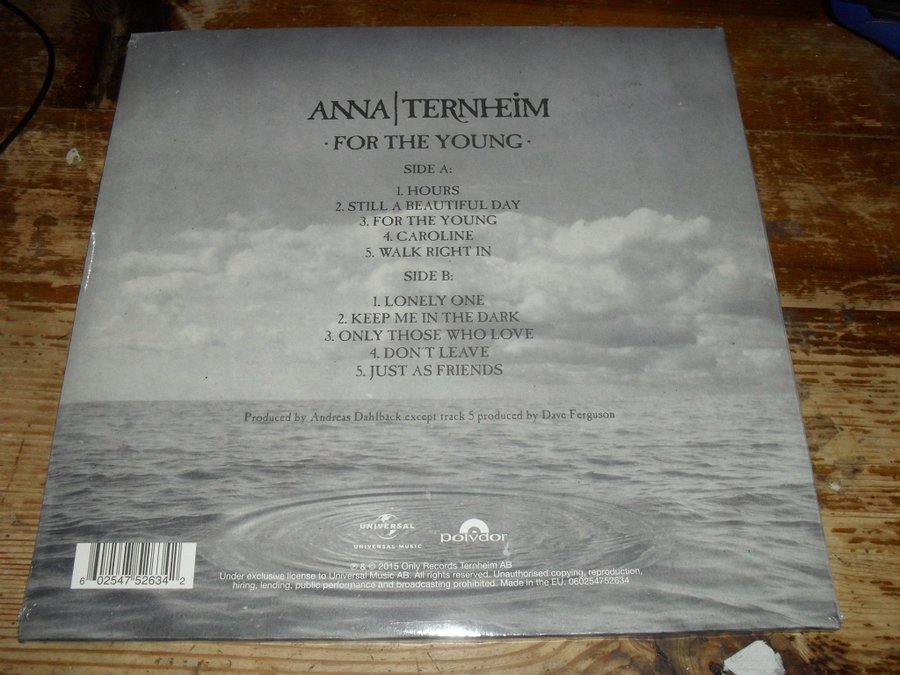 ANNA|TERNHEIM
· FOR THE YOUNG ·
SIDE A:
1. HOURS
2. STILL A BEAUTIFUL DAY
3. FOR THE YOUNG
4. CAROLINE
5. WALK RIGHT IN
SIDE B:
1. LONELY ONE
2. KEEP ME IN THE DARK
3. ONLY THOSE WHO LOVE
4. DON'T LEAVE
5. JUST AS FRIENDS
Produced by Andreas Dahlback except track 5 produced by Dave Ferguson
UNIVERSAL
UNIVERSAL MUSIC
polydor
℗ & © 2015 Only Records Ternheim AB
Under exclusive license to Universal Music AB. All rights reserved. Unauthorised copying, reproduction,
hiring, lending, public performance and broadcasting prohibited. Made in the EU. 060254752634
6 02547 52634 2